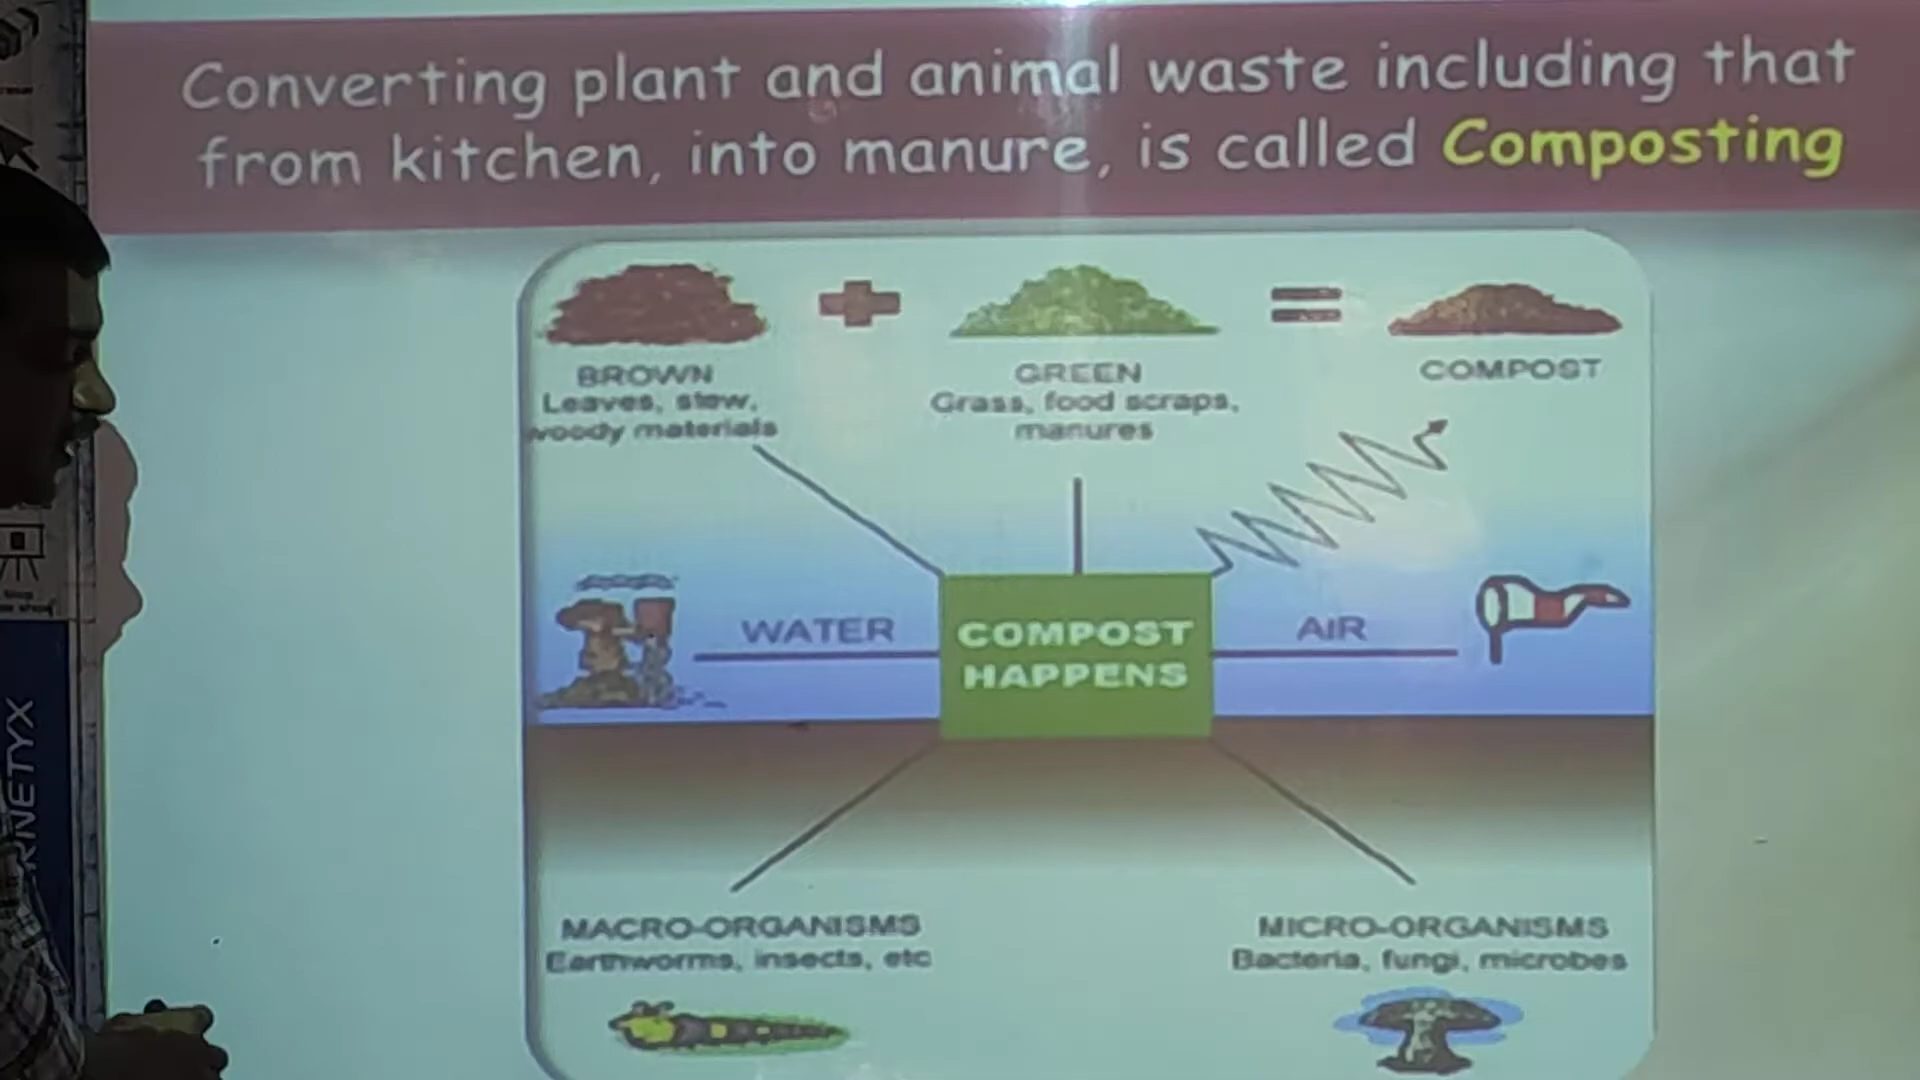 Converting plant and animal waste including that
from kitchen, into manure, is called Composting
BROWN
Leaves, stew,
woody materials
GREEN
Grass, food scraps,
manures
COMPOST
WATER
COMPOST
HAPPENS
AIR
MACRO-ORGANISMS
Earthworms, insects, etc
MICRO-ORGANISMS
Bacteria, fungi, microbes
RNETYX